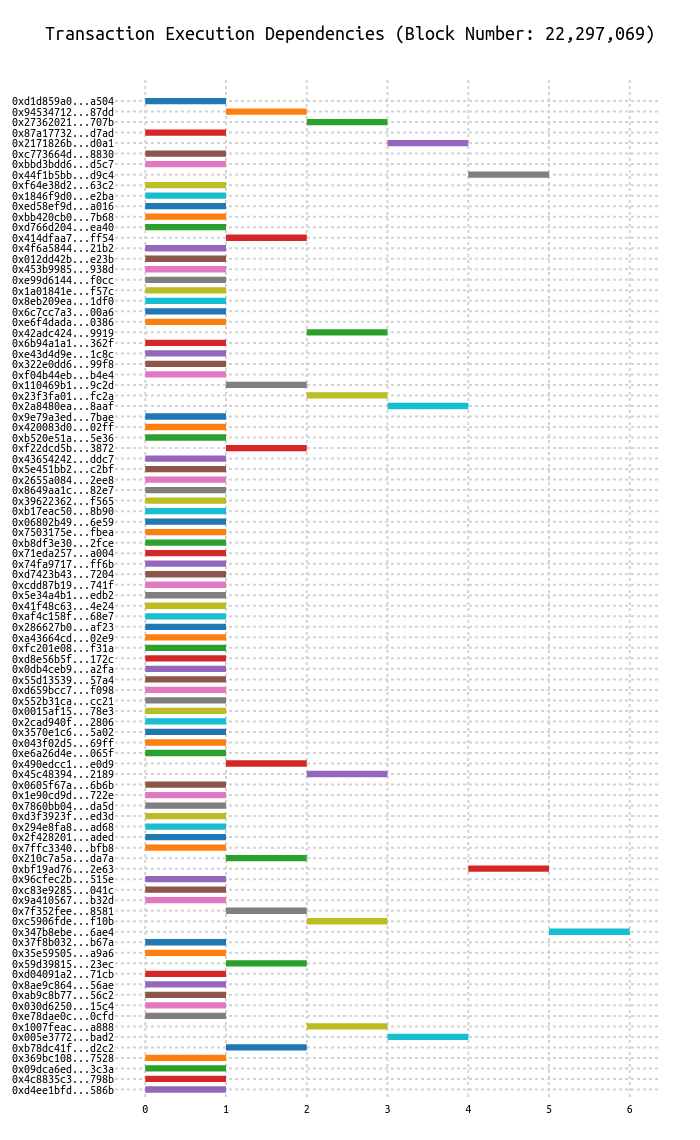 Transaction Execution Dependencies (Block Number: 22,297,069)
0xd1d859a0...a504
0x94534712...87dd
0x27362021...707b
0x87a17732...d7ad
0x2171826b...d0a1
0xc773664d...8830
0xbbd3bdd6...d5c7
0x44f1b5bb...d9c4
0xf64e38d2...63c2
0x1846f9d0...e2ba
0xed58ef9d...a016
0xbb420cb0...7b68
0xd766d204...ea40
0x414dfaa7...ff54
0x4f6a5844...21b2
0x012dd42b...e23b
0x453b9985...938d
0xe99d6144...f0cc
0x1a01841e...f57c
0x8eb209ea...1df0
0x6c7cc7a3...00a6
0xe6f4dada...0386
0x42adc424...9919
0x6b94a1a1...362f
0xe43d4d9e...1c8c
0x322e0dd6...99f8
0xf04b44eb...b4e4
0x110469b1...9c2d
0x23f3fa01...fc2a
0x2a8480ea...8aaf
0x9e79a3ed...7bae
0x420083d0...02ff
0xb520e51a...5e36
0xf22dcd5b...3872
0x43654242...ddc7
0x5e451bb2...c2bf
0x2655a084...2ee8
0x8649aa1c...82e7
0x39622362...f565
0xb17eac50...8b90
0x06802b49...6e59
0x7503175e...fbea
0xb8df3e30...2fce
0x71eda257...a004
0x74fa9717...ff6b
0xd7423b43...7204
0xcdd87b19...741f
0x5e34a4b1...edb2
0x41f48c63...4e24
0xaf4c158f...68e7
0x286627b0...af23
0xa43664cd...02e9
0xfc201e08...f31a
0xd8e56b5f...172c
0x0db4ceb9...a2fa
0x55d13539...57a4
0xd659bcc7...f098
0x552b31ca...cc21
0x0015af15...78e3
0x2cad940f...2806
0x3570e1c6...5a02
0x043f02d5...69ff
0xe6a26d4e...065f
0x490edcc1...e0d9
0x45c48394...2189
0x0605f67a...6b6b
0x1e90cd9d...722e
0x7860bb04...da5d
0xd3f3923f...ed3d
0x294e8fa8...ad68
0x2f428201...aded
0x7ffc3340...bfb8
0x210c7a5a...da7a
0xbf19ad76...2e63
0x96cfec2b...515e
0xc83e9285...041c
0x9a410567...b32d
0x7f352fee...8581
0xc5906fde...f10b
0x347b8ebe...6ae4
0x37f8b032...b67a
0x35e59505...a9a6
0x59d39815...23ec
0xd04091a2...71cb
0x8ae9c864...56ae
0xab9c8b77...56c2
0x030d6250...15c4
0xe78dae0c...0cfd
0x1007feac...a888
0x005e3772...bad2
0xb78dc41f...d2c2
0x369bc108...7528
0x09dca6ed...3c3a
0x4c8835c3...798b
0xd4ee1bfd...586b
0 1 2 3 4 5 6